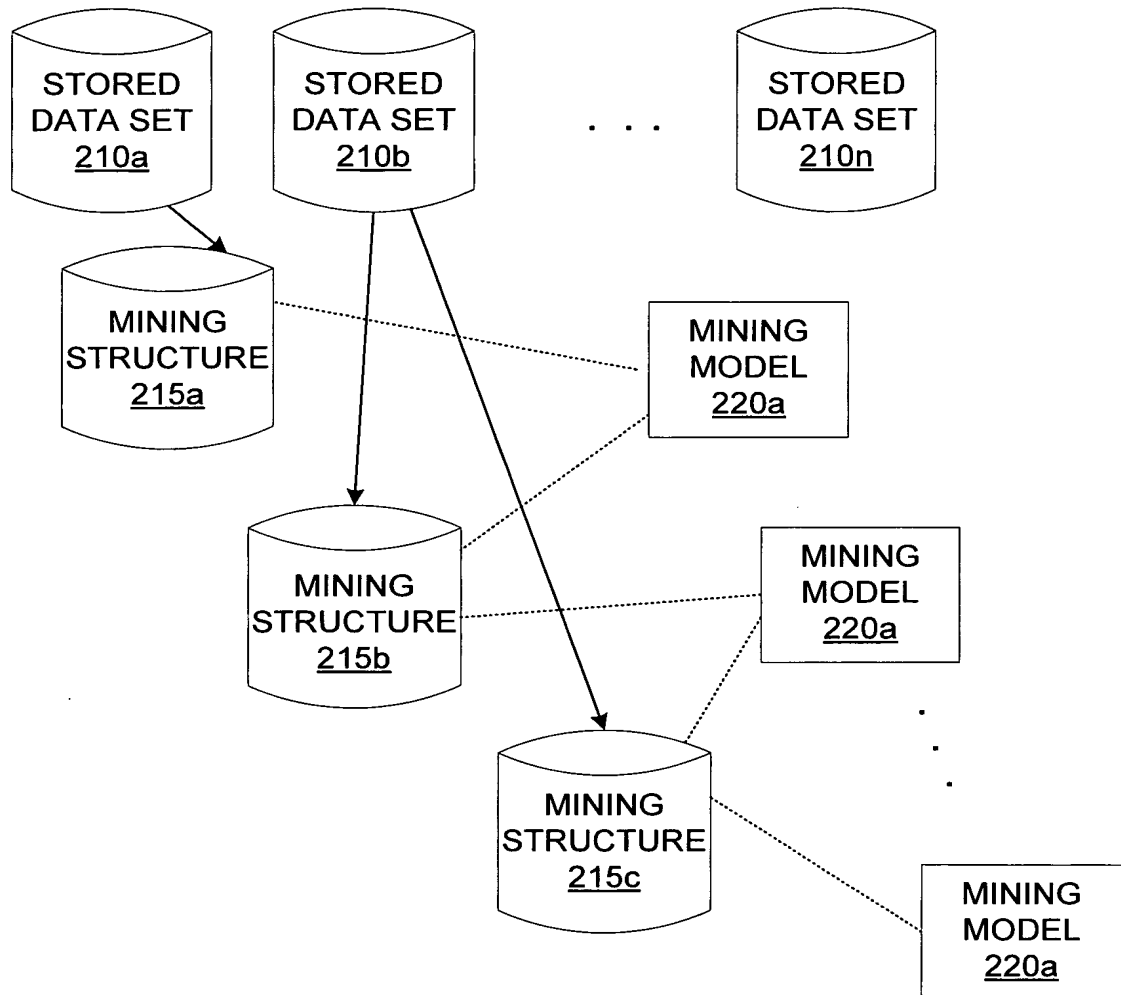 STORED
DATA SET
210a
STORED
DATA SET
210b
. . .
STORED
DATA SET
210n
MINING
STRUCTURE
215a
MINING
MODEL
220a
MINING
STRUCTURE
215b
MINING
MODEL
220a
MINING
STRUCTURE
215c
MINING
MODEL
220a